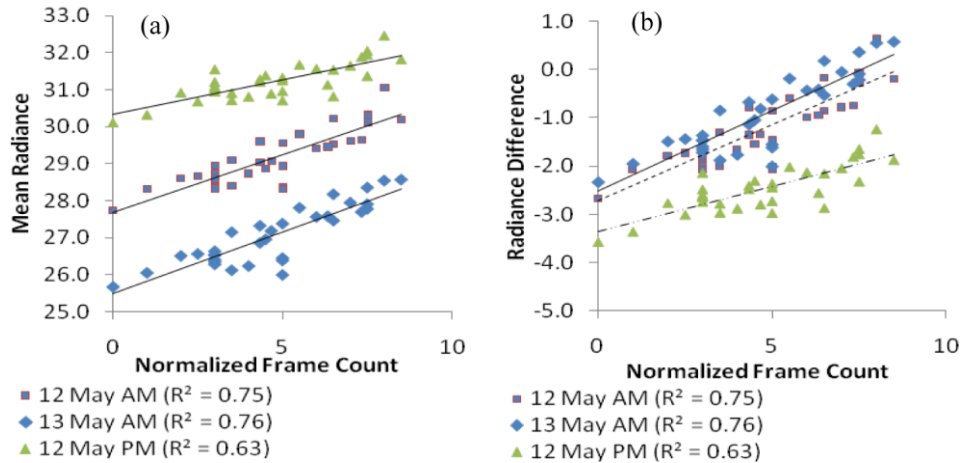 (a)
33.0
32.0
31.0
30.0
29.0
28.0
27.0
26.0
25.0
Mean Radiance
0 5 10
Normalized Frame Count
12 May AM (R² = 0.75)
13 May AM (R² = 0.76)
12 May PM (R² = 0.63)
(b)
1.0
0.0
-1.0
-2.0
-3.0
-4.0
-5.0
Radiance Difference
0 5 10
Normalized Frame Count
12 May AM (R² = 0.75)
13 May AM (R² = 0.76)
12 May PM (R² = 0.63)